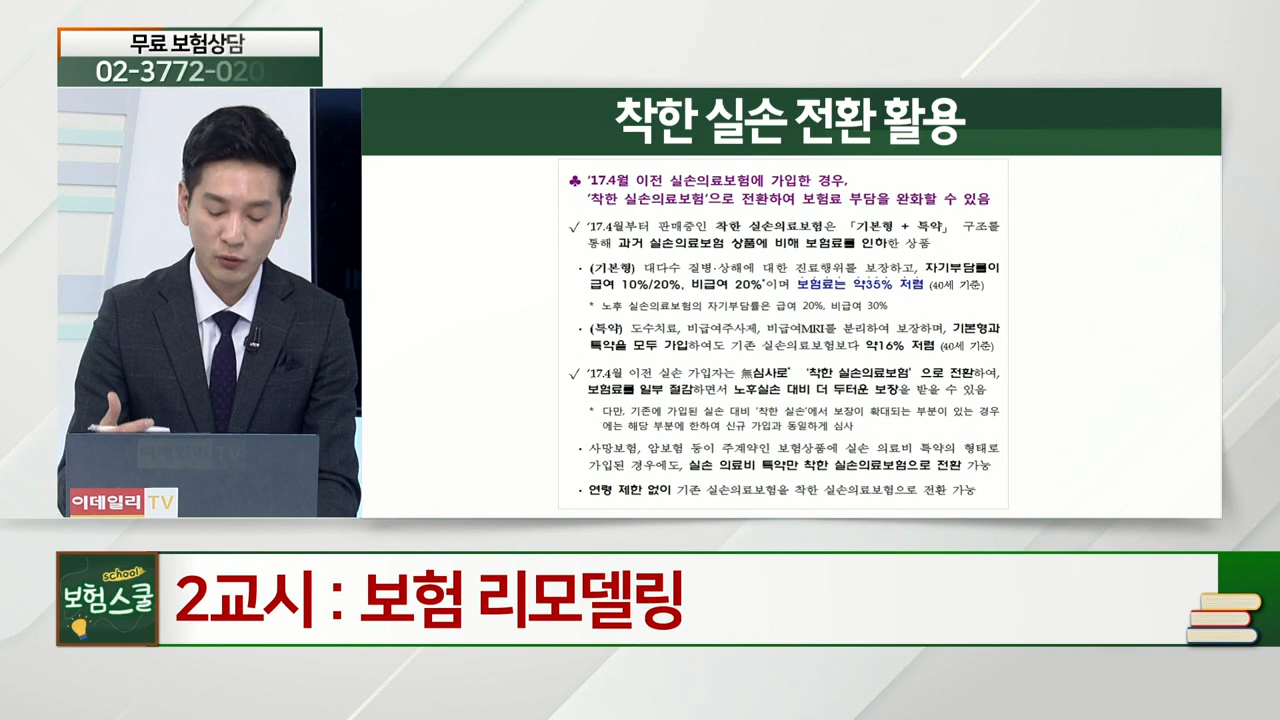 무료 보험상담
02-3772-020
착한 실손 전환 활용
♣ '17.4월 이전 실손의료보험에 가입한 경우,
'착한 실손의료보험'으로 전환하여 보험료 부담을 완화할 수 있음
✓ '17.4월부터 판매중인 착한 실손의료보험은 「기본형 + 특약」 구조를
통해 과거 실손의료보험 상품에 비해 보험료를 인하한 상품
· (기본형) 대다수 질병·상해에 대한 진료행위를 보장하고, 자기부담률이
급여 10%/20%, 비급여 20%*이며 보험료는 약35% 저렴 (40세 기준)
* 노후 실손의료보험의 자기부담률은 급여 20%, 비급여 30%
· (특약) 도수치료, 비급여주사제, 비급여MRI를 분리하여 보장하며, 기본형과
특약을 모두 가입하여도 기존 실손의료보험보다 약16% 저렴 (40세 기준)
✓ '17.4월 이전 실손 가입자는 無심사로* '착한 실손의료보험' 으로 전환하여,
보험료를 일부 절감하면서 노후실손 대비 더 두터운 보장을 받을 수 있음
* 다만, 기존에 가입된 실손 대비 '착한 실손'에서 보장이 확대되는 부분이 있는 경우
에는 해당 부분에 한하여 신규 가입과 동일하게 심사
· 사망보험, 암보험 등이 주계약인 보험상품에 실손 의료비 특약의 형태로
가입된 경우에도, 실손 의료비 특약만 착한 실손의료보험으로 전환 가능
· 연령 제한 없이 기존 실손의료보험을 착한 실손의료보험으로 전환 가능
이데일리 TV
school
보험스쿨
2교시 : 보험 리모델링